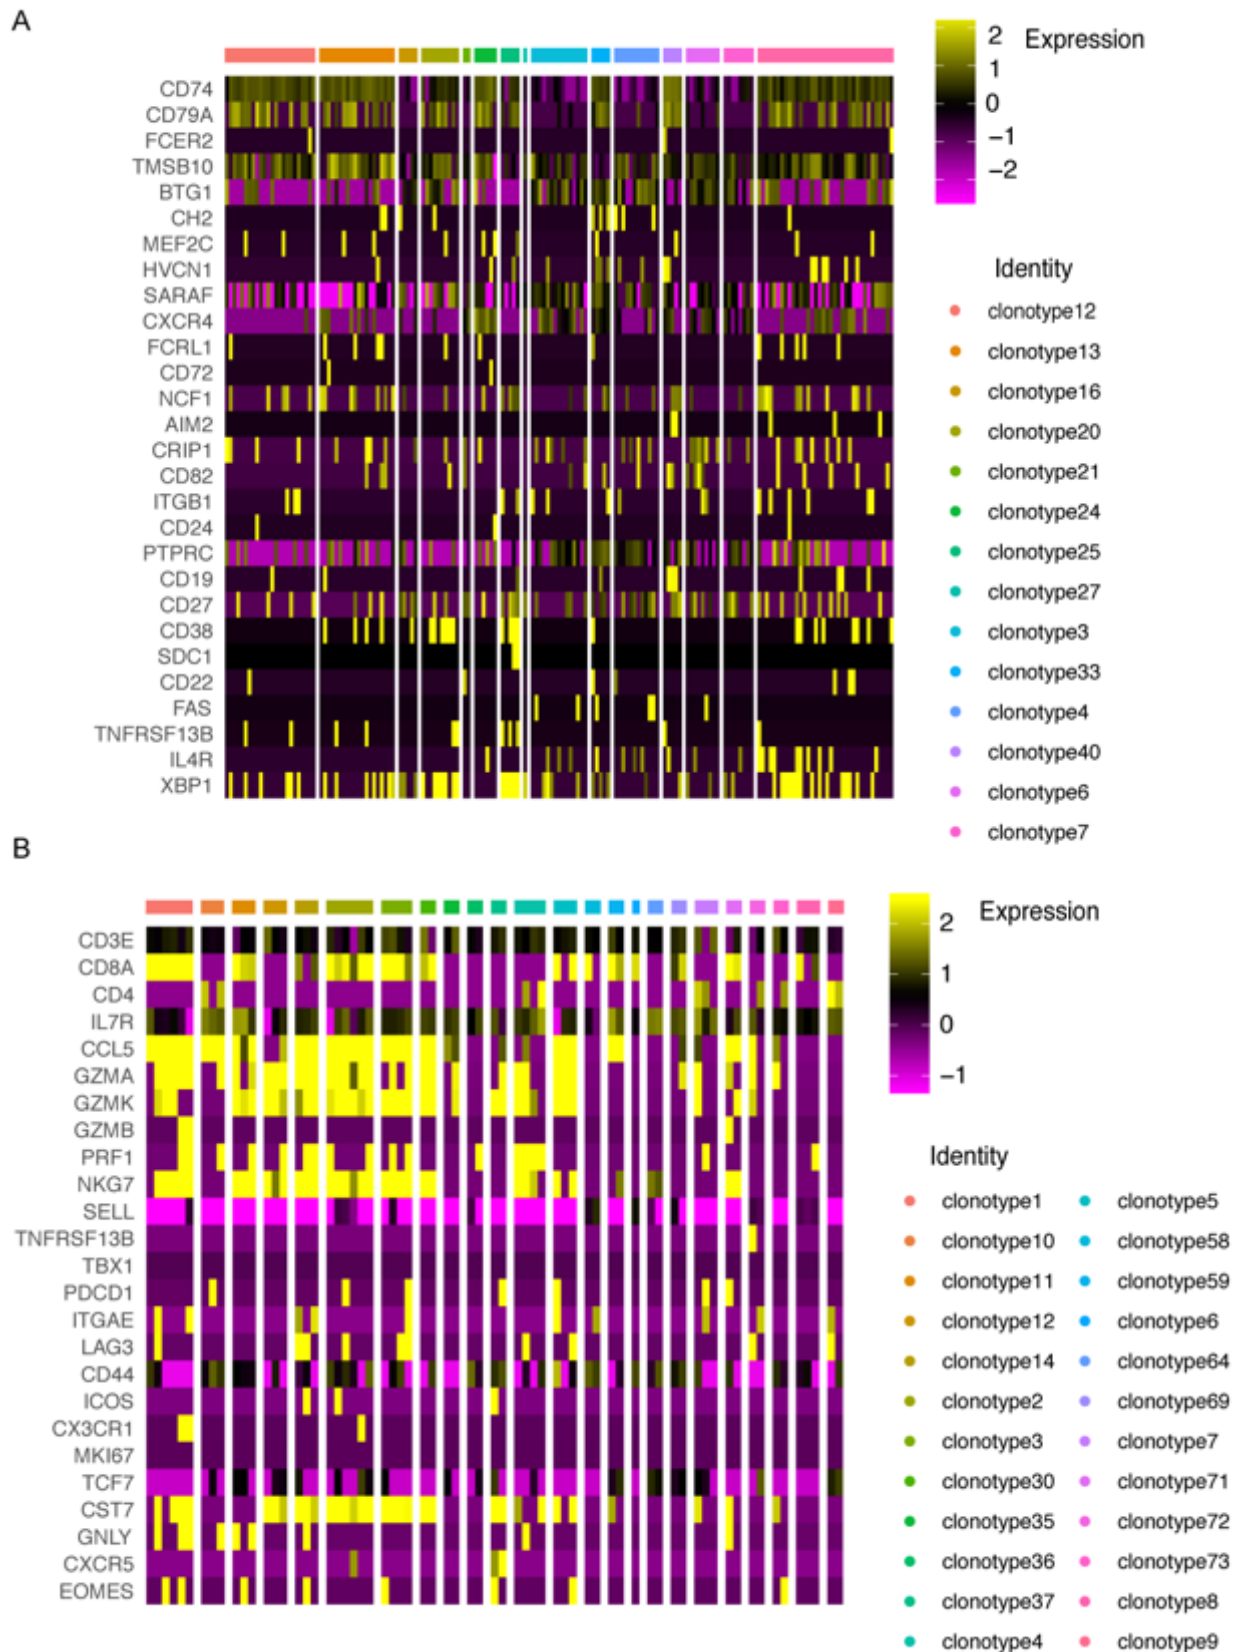 A
2
1
0
−1
−2
Expression
CD74
CD79A
FCER2
TMSB10
BTG1
CH2
MEF2C
HVCN1
SARAF
CXCR4
FCRL1
CD72
NCF1
AIM2
CRIP1
CD82
ITGB1
CD24
PTPRC
CD19
CD27
CD38
SDC1
CD22
FAS
TNFRSF13B
IL4R
XBP1
Identity
clonotype12
clonotype13
clonotype16
clonotype20
clonotype21
clonotype24
clonotype25
clonotype27
clonotype3
clonotype33
clonotype4
clonotype40
clonotype6
clonotype7
B
2
1
0
−1
Expression
CD3E
CD8A
CD4
IL7R
CCL5
GZMA
GZMK
GZMB
PRF1
NKG7
SELL
TNFRSF13B
TBX1
PDCD1
ITGAE
LAG3
CD44
ICOS
CX3CR1
MKI67
TCF7
CST7
GNLY
CXCR5
EOMES
Identity
clonotype1
clonotype10
clonotype11
clonotype12
clonotype14
clonotype2
clonotype3
clonotype30
clonotype35
clonotype36
clonotype37
clonotype4
clonotype5
clonotype58
clonotype59
clonotype6
clonotype64
clonotype69
clonotype7
clonotype71
clonotype72
clonotype73
clonotype8
clonotype9